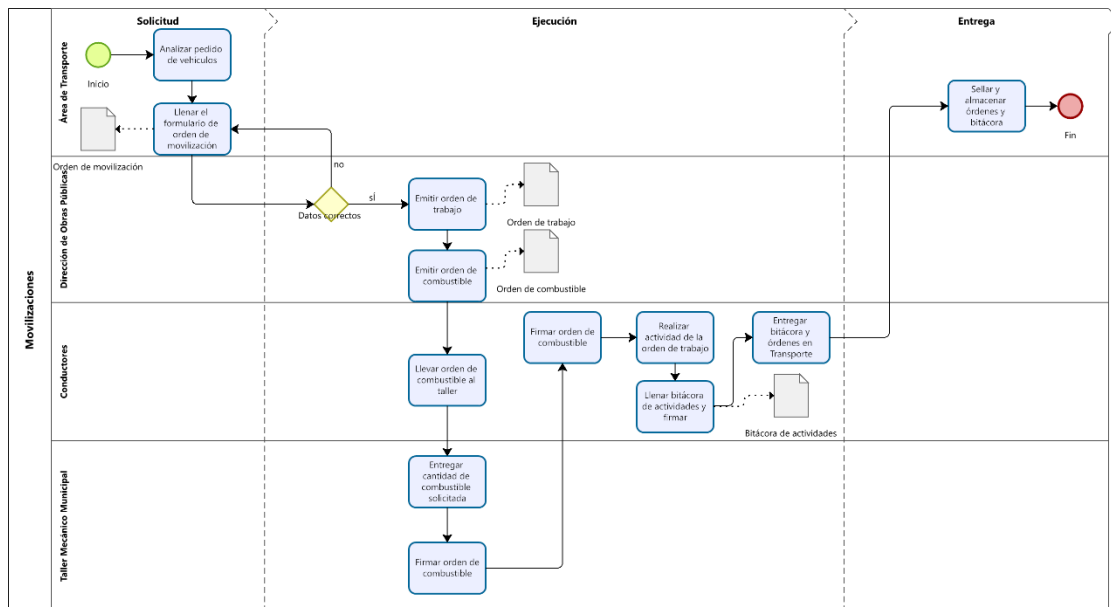 Solicitud
Ejecución
Entrega
Movilizaciones
Área de Transporte
Inicio
Analizar pedido
de vehículos
Llenar el
formulario de
orden de
movilización
Orden de movilización
Sellar y
almacenar
órdenes y
bitácora
Fin
Dirección de Obras Públicas
no
Datos correctos
sÍ
Emitir orden de
trabajo
Orden de trabajo
Emitir orden de
combustible
Orden de combustible
Conductores
Llevar orden de
combustible al
taller
Firmar orden de
combustible
Realizar
actividad de la
orden de trabajo
Llenar bitácora
de actividades y
firmar
Entregar
bitácora y
órdenes en
Transporte
Bitácora de actividades
Taller Mecánico Municipal
Entregar
cantidad de
combustible
solicitada
Firmar orden de
combustible